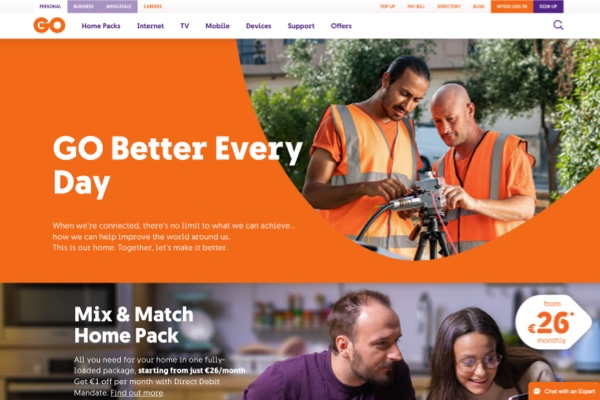 PERSONAL BUSINESS WHOLESALE CAREERS TOP UP PAY BILL DIRECTORY BLOG MYGO LOG IN SIGN UP
GO Home Packs Internet TV Mobile Devices Support Offers
GO Better Every
Day
When we're connected, there's no limit to what we can achieve...
how we can help improve the world around us.
This is our home. Together, let's make it better.
Mix & Match
Home Pack
from
€26*
monthly
All you need for your home in one fully-
loaded package, starting from just €26/month
Get €1 off per month with Direct Debit
Mandate. Find out more.
Chat with an Expert